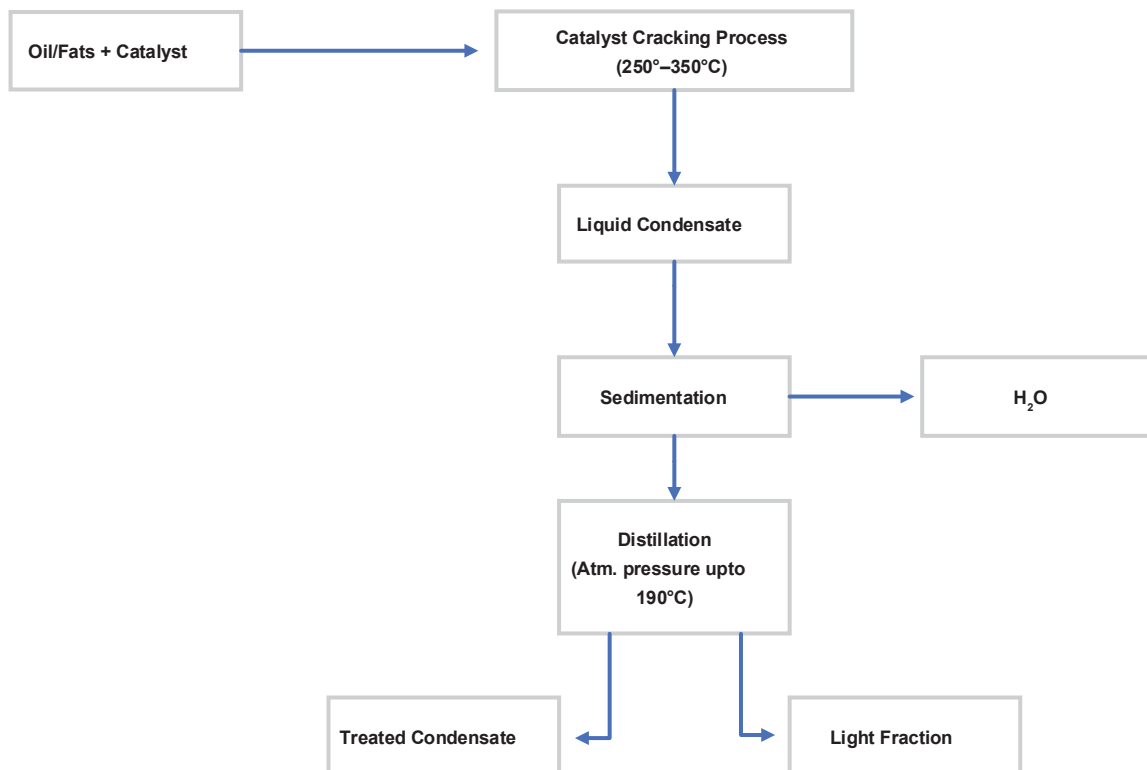 Oil/Fats + Catalyst
Catalyst Cracking Process
(250°–350°C)
Liquid Condensate
Sedimentation
H₂O
Distillation
(Atm. pressure upto
190°C)
Treated Condensate
Light Fraction